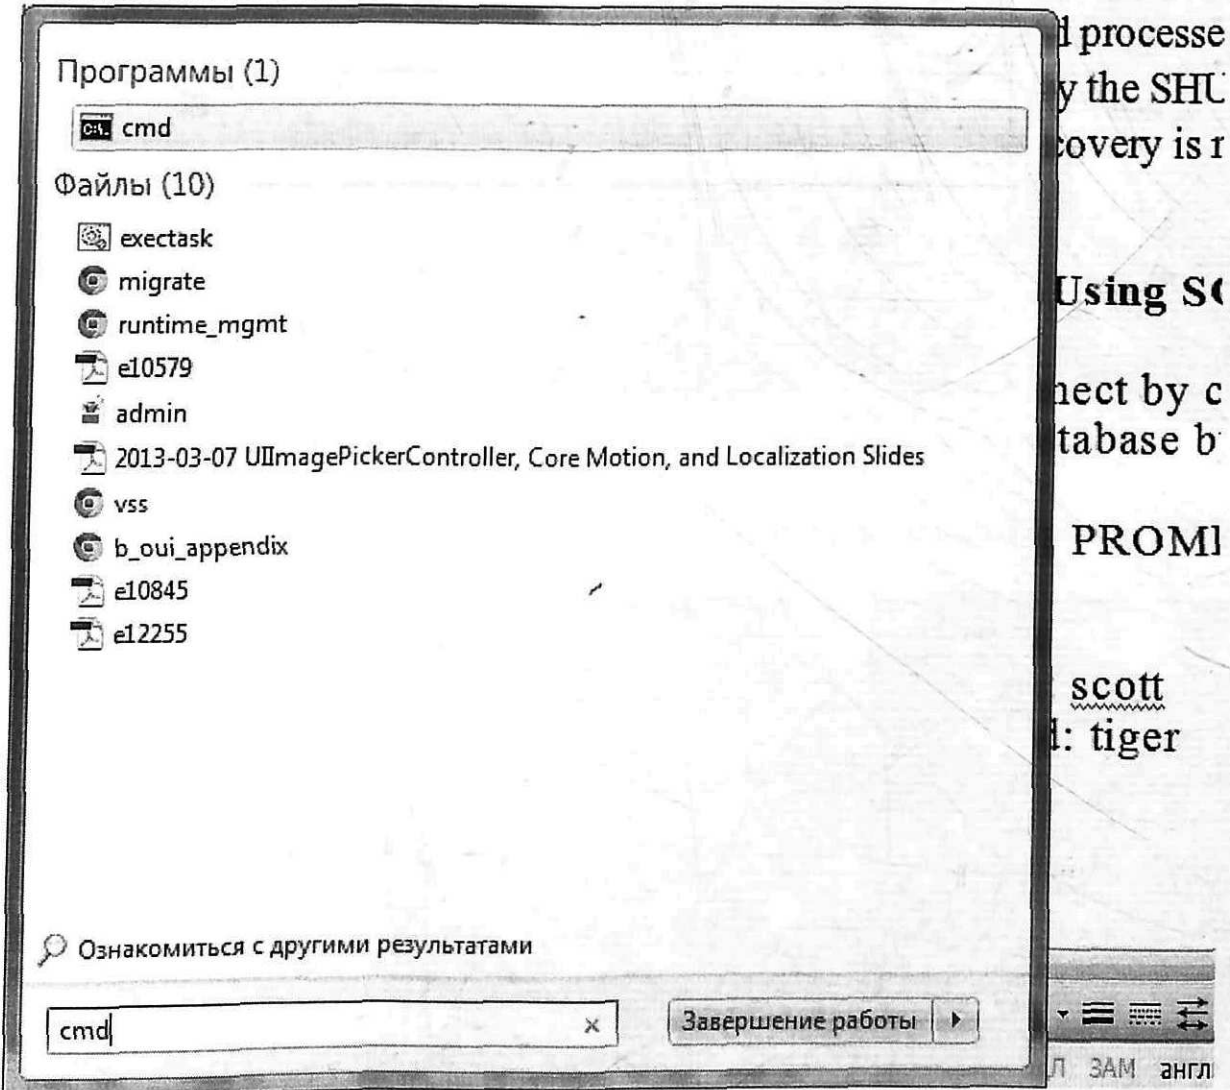 Программы (1)
cmd
Файлы (10)
exectask
migrate
runtime_mgmt
e10579
admin
2013-03-07 UIImagePickerController, Core Motion, and Localization Slides
vss
b_oui_appendix
e10845
e12255
Ознакомиться с другими результатами
cmd
Завершение работы
processe
y the
covery is
Using
nect by c
tabase b
scott
d: tiger
ЗАМ англ